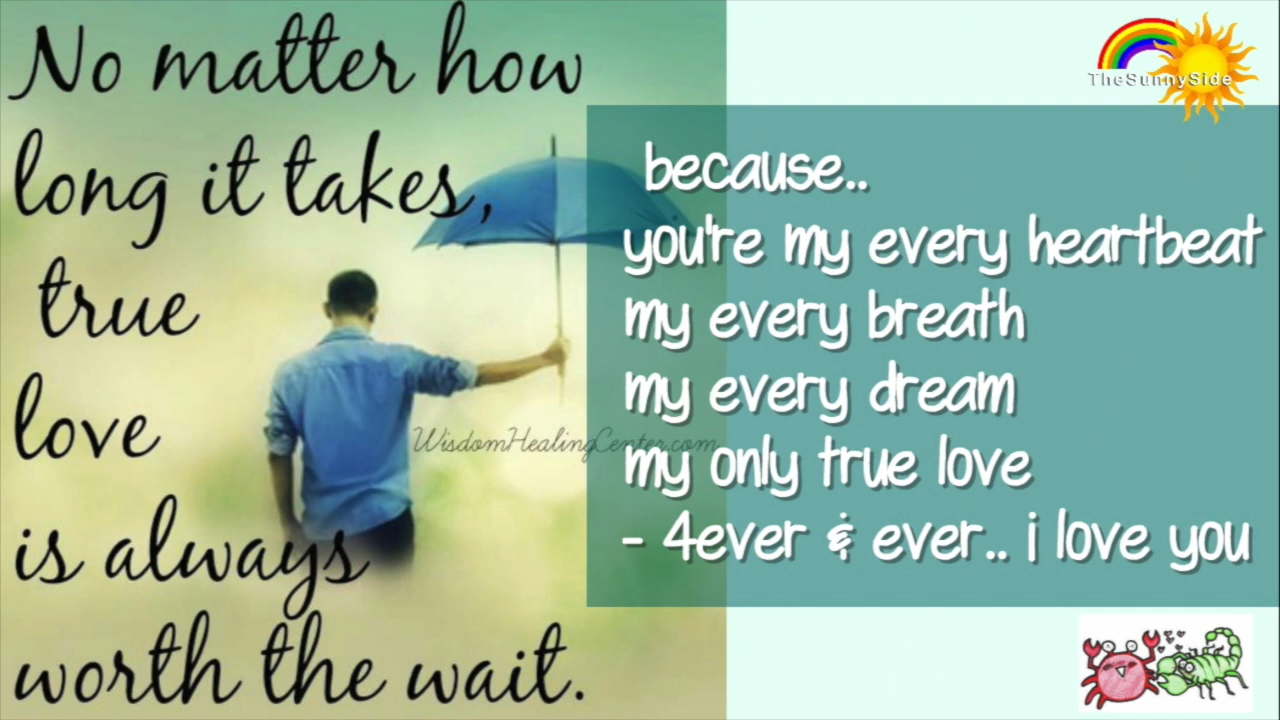 No matter how
long it takes,
true
love
is always
worth the wait.
WisdomHealingCenter.com
TheSunnySide
because..
you're my every heartbeat
my every breath
my every dream
my only true love
- 4ever & ever.. i love you